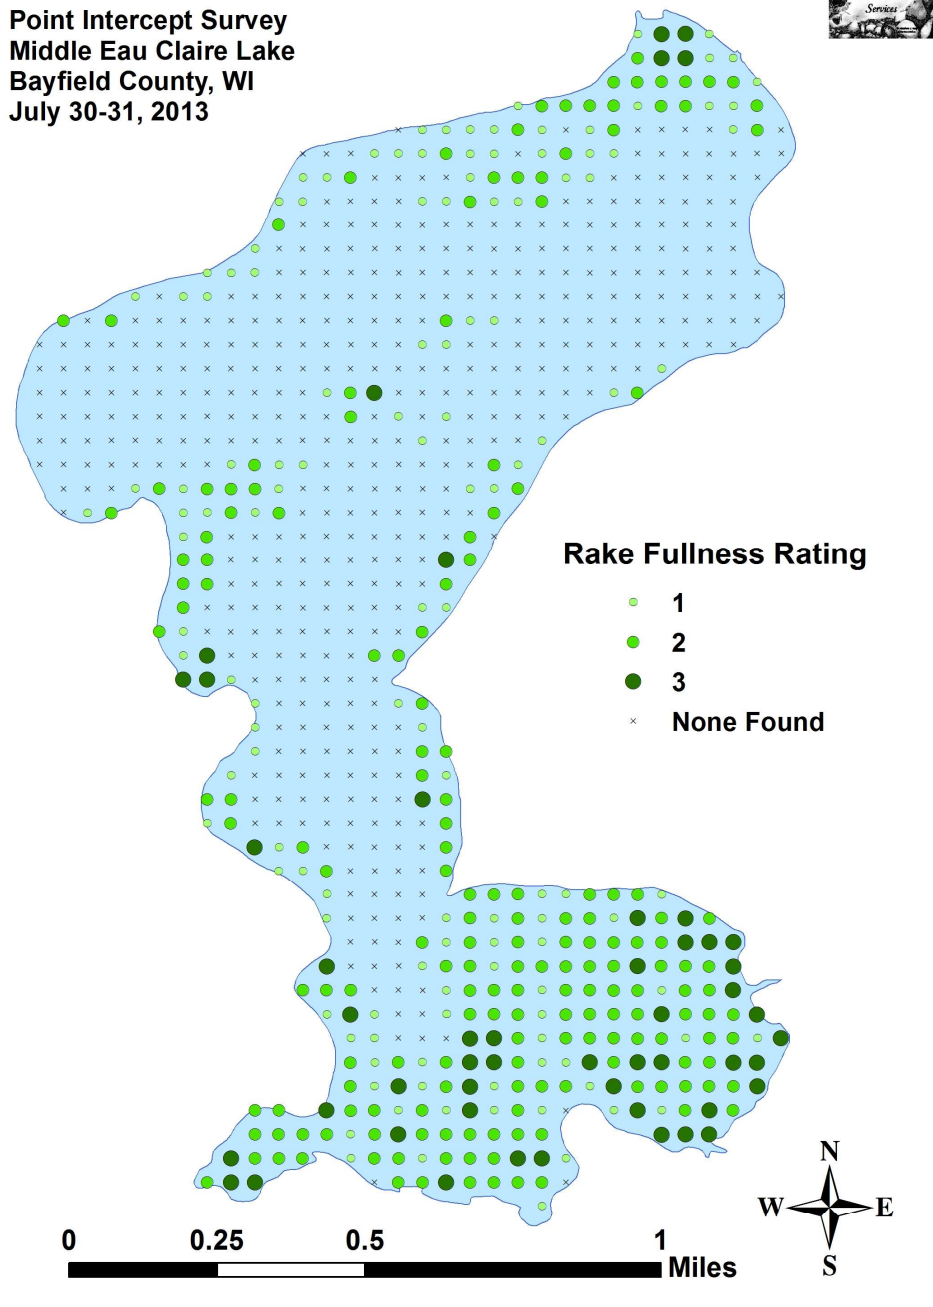 Point Intercept Survey
Middle Eau Claire Lake
Bayfield County, WI
July 30-31, 2013
Services
Rake Fullness Rating
1
2
3
None Found
N
W E
S
0 0.25 0.5 1
Miles